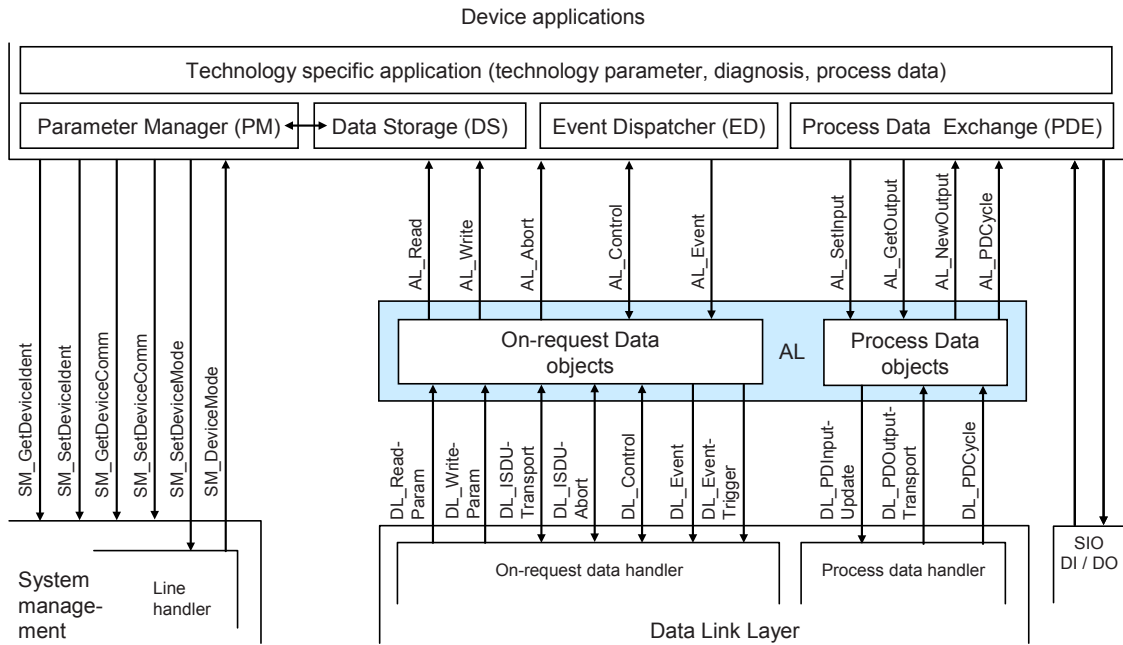 Device applications
Technology specific application (technology parameter, diagnosis, process data)
Parameter Manager (PM)
Data Storage (DS)
Event Dispatcher (ED)
Process Data Exchange (PDE)
SM_GetDeviceIdent
SM_SetDeviceIdent
SM_GetDeviceComm
SM_SetDeviceComm
SM_SetDeviceMode
SM_DeviceMode
AL_Read
AL_Write
AL_Abort
AL_Control
AL_Event
AL_SetInput
AL_GetOutput
AL_NewOutput
AL_PDCycle
On-request Data
objects
AL
Process Data
objects
DL_Read-
Param
DL_Write-
Param
DL_ISDU-
Transport
DL_ISDU-
Abort
DL_Control
DL_Event
DL_Event-
Trigger
DL_PDInput-
Update
DL_PDOutput-
Transport
DL_PDCycle
System
manage-
ment
Line
handler
On-request data handler
Process data handler
Data Link Layer
SIO
DI / DO